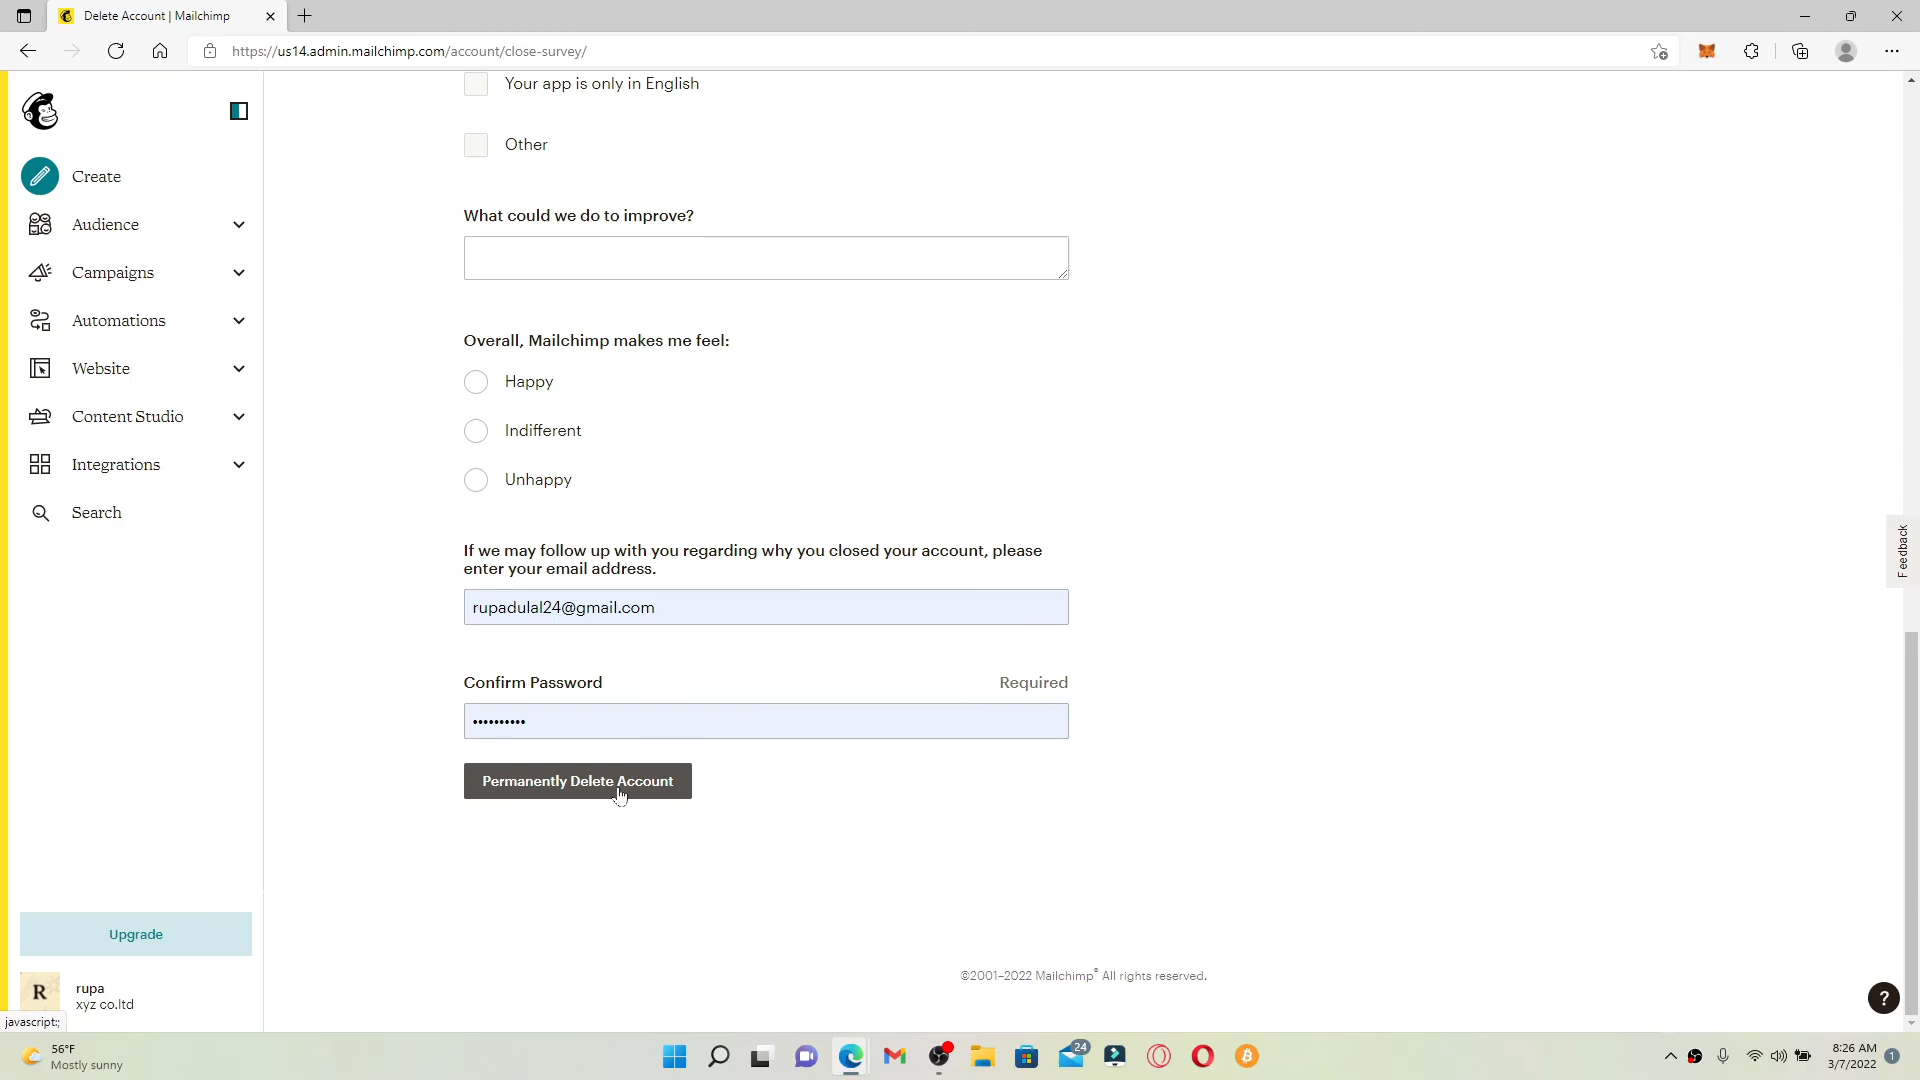 Delete Account | Mailchimp
https://us14.admin.mailchimp.com/account/close-survey/
Create
Audience
Campaigns
Automations
Website
Content Studio
Integrations
Search
Upgrade
R
rupa
xyz co.ltd
javascript:;
Your app is only in English
Other
What could we do to improve?
Overall, Mailchimp makes me feel:
Happy
Indifferent
Unhappy
If we may follow up with you regarding why you closed your account, please
enter your email address.
rupadulal24@gmail.com
Confirm Password Required
••••••••••
Permanently Delete Account
©2001–2022 Mailchimp® All rights reserved.
Feedback
?
56°F
Mostly sunny
24
8:26 AM
3/7/2022
1